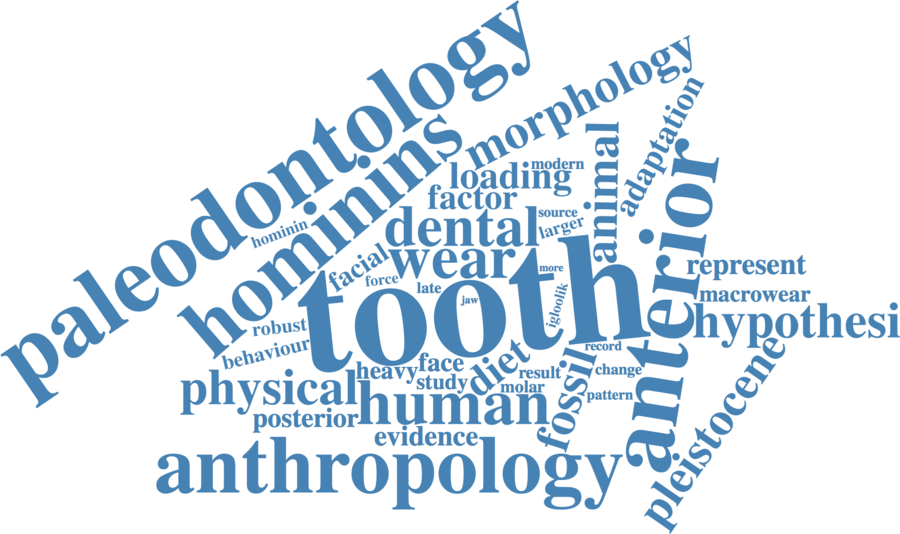 paleodontology
morphology
hominins
adaptation
animal
modern
loading
factor
source
hominin
dental
larger
anterior
facial
wear
represent
force
more
tooth
late
igloolik
macrowear
jaw
robust
hypothesi
behaviour
record
face
heavy
diet
result
change
physical
study
molar
fossil
pattern
human
posterior
pleistocene
evidence
anthropology